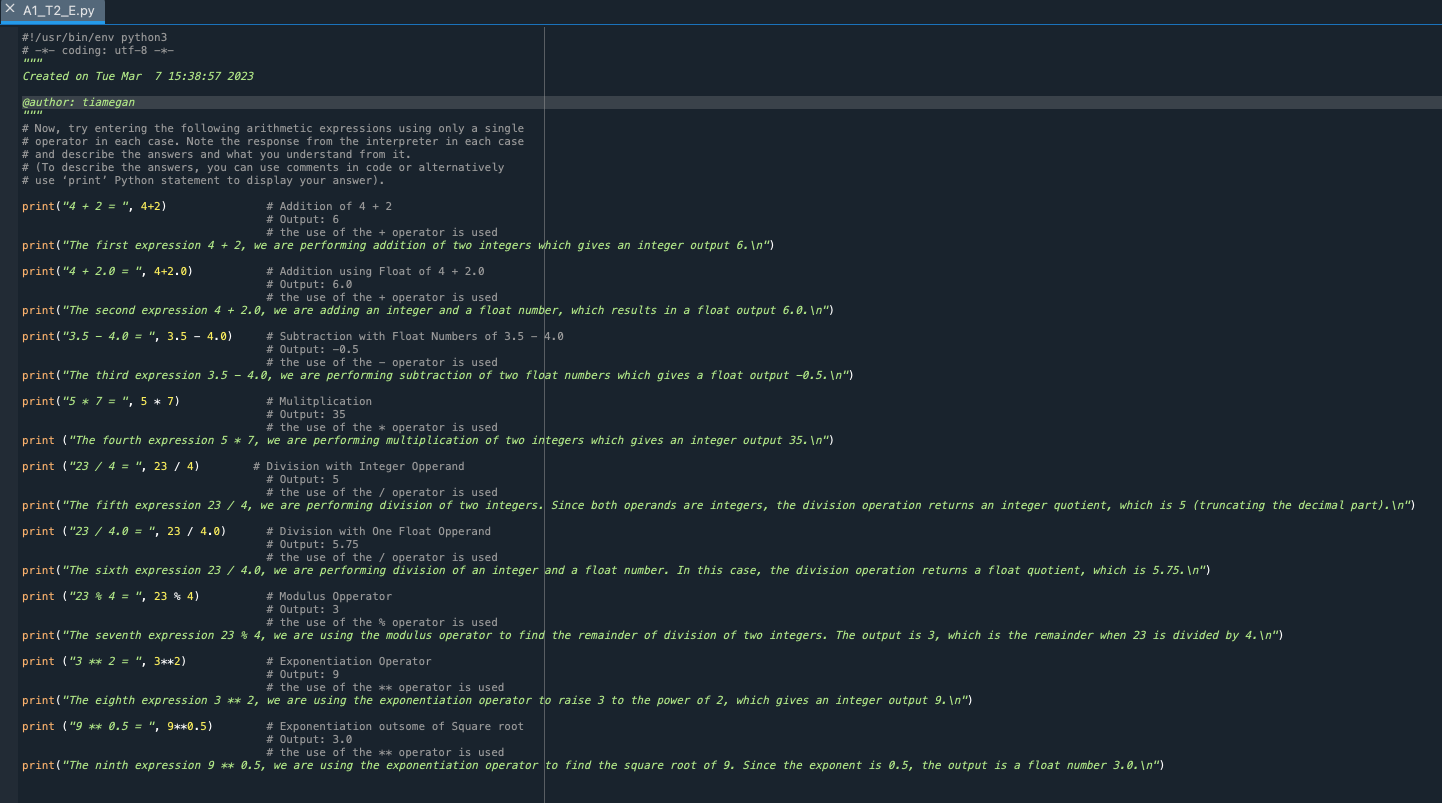 A1_T2_E.py
#!/usr/bin/env python3
# -*- coding: utf-8 -*-
"""
Created on Tue Mar  7 15:38:57 2023
@author: tiamegan
"""
# Now, try entering the following arithmetic expressions using only a single
# operator in each case. Note the response from the interpreter in each case
# and describe the answers and what you understand from it.
# (To describe the answers, you can use comments in code or alternatively
# use ‘print’ Python statement to display your answer).
print("4 + 2 = ", 4+2)               # Addition of 4 + 2
                                     # Output: 6
                                     # the use of the + operator is used
print("The first expression 4 + 2, we are performing addition of two integers which gives an integer output 6.\n")
print("4 + 2.0 = ", 4+2.0)           # Addition using Float of 4 + 2.0
                                     # Output: 6.0
                                     # the use of the + operator is used
print("The second expression 4 + 2.0, we are adding an integer and a float number, which results in a float output 6.0.\n")
print("3.5 - 4.0 = ", 3.5 - 4.0)     # Subtraction with Float Numbers of 3.5 - 4.0
                                     # Output: -0.5
                                     # the use of the - operator is used
print("The third expression 3.5 - 4.0, we are performing subtraction of two float numbers which gives a float output -0.5.\n")
print("5 * 7 = ", 5 * 7)             # Mulitplication
                                     # Output: 35
                                     # the use of the * operator is used
print ("The fourth expression 5 * 7, we are performing multiplication of two integers which gives an integer output 35.\n")
print ("23 / 4 = ", 23 / 4)        # Division with Integer Opperand
                                     # Output: 5
                                     # the use of the / operator is used
print("The fifth expression 23 / 4, we are performing division of two integers. Since both operands are integers, the division operation returns an integer quotient, which is 5 (truncating the decimal part).\n")
print ("23 / 4.0 = ", 23 / 4.0)      # Division with One Float Opperand
                                     # Output: 5.75
                                     # the use of the / operator is used
print("The sixth expression 23 / 4.0, we are performing division of an integer and a float number. In this case, the division operation returns a float quotient, which is 5.75.\n")
print ("23 % 4 = ", 23 % 4)          # Modulus Opperator
                                     # Output: 3
                                     # the use of the % operator is used
print("The seventh expression 23 % 4, we are using the modulus operator to find the remainder of division of two integers. The output is 3, which is the remainder when 23 is divided by 4.\n")
print ("3 ** 2 = ", 3**2)            # Exponentiation Operator
                                     # Output: 9
                                     # the use of the ** operator is used
print("The eighth expression 3 ** 2, we are using the exponentiation operator to raise 3 to the power of 2, which gives an integer output 9.\n")
print ("9 ** 0.5 = ", 9**0.5)        # Exponentiation outsome of Square root
                                     # Output: 3.0
                                     # the use of the ** operator is used
print("The ninth expression 9 ** 0.5, we are using the exponentiation operator to find the square root of 9. Since the exponent is 0.5, the output is a float number 3.0.\n")